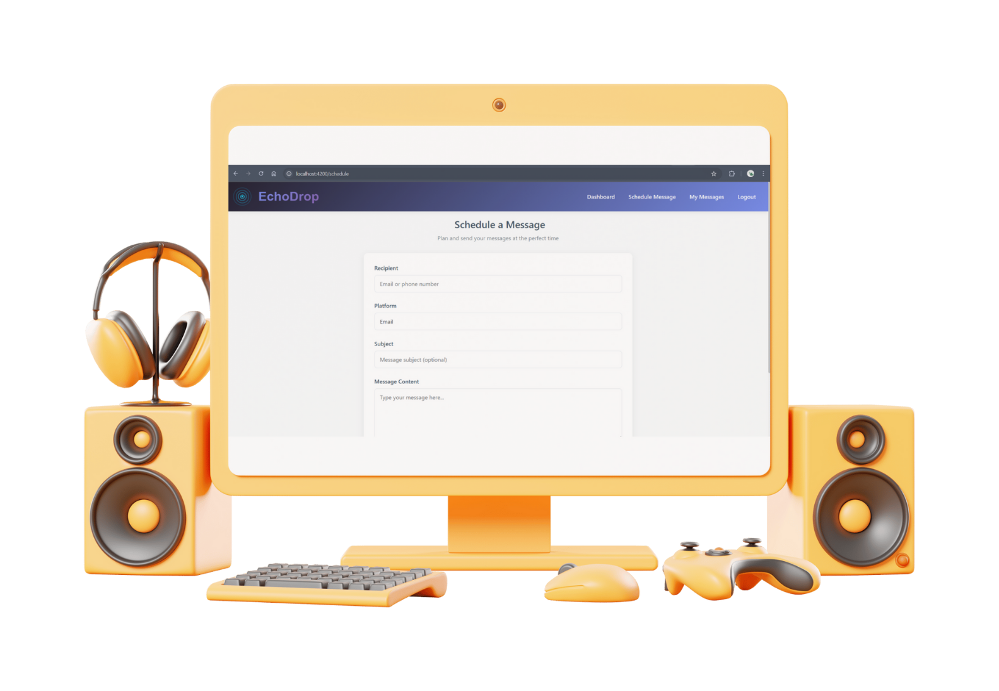 localhost:4200/schedule
EchoDrop
Dashboard Schedule Message My Messages Logout
Schedule a Message
Plan and send your messages at the perfect time
Recipient
Email or phone number
Platform
Email
Subject
Message subject (optional)
Message Content
Type your message here...